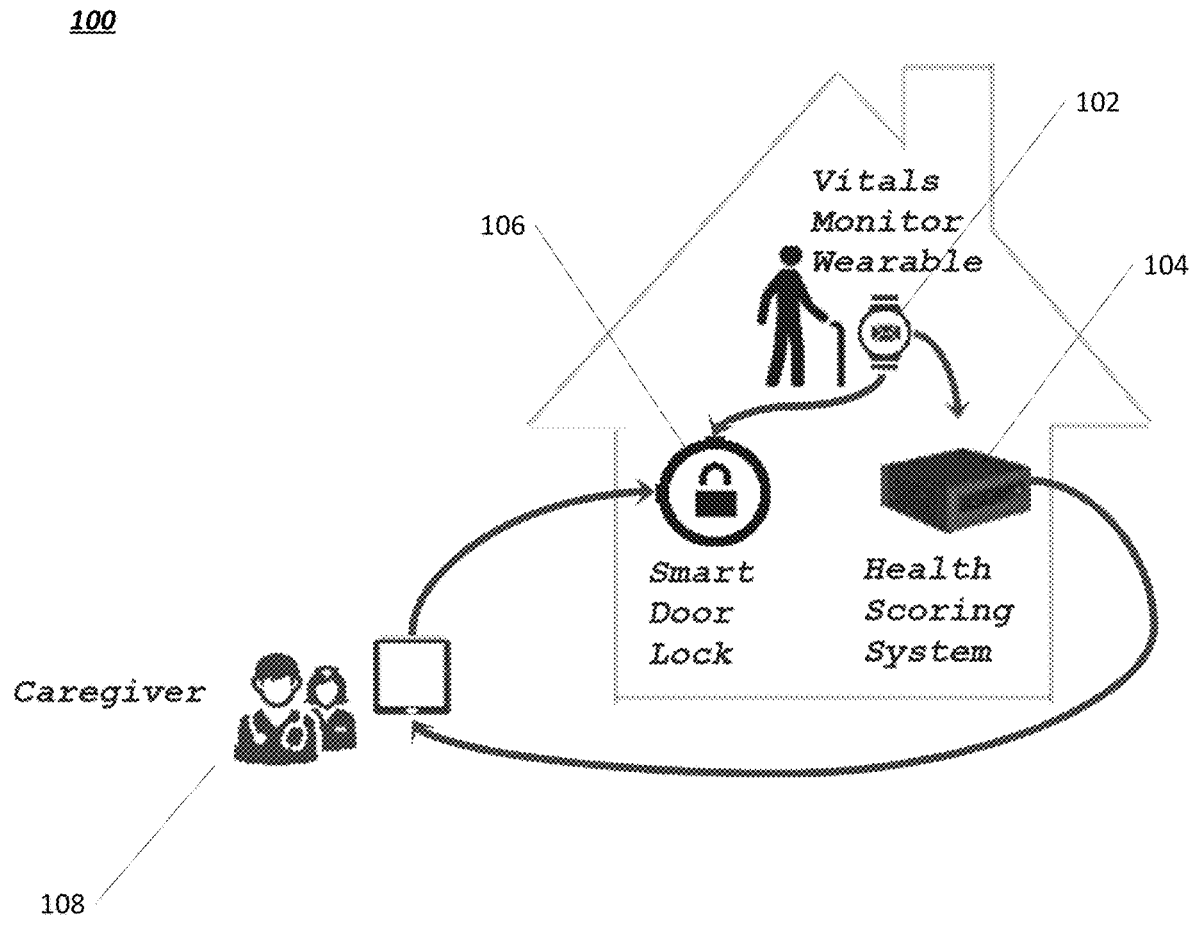 100
102
Vitals
Monitor
Wearable
106
104
Smart
Door
Lock
Health
Scoring
System
Caregiver
108